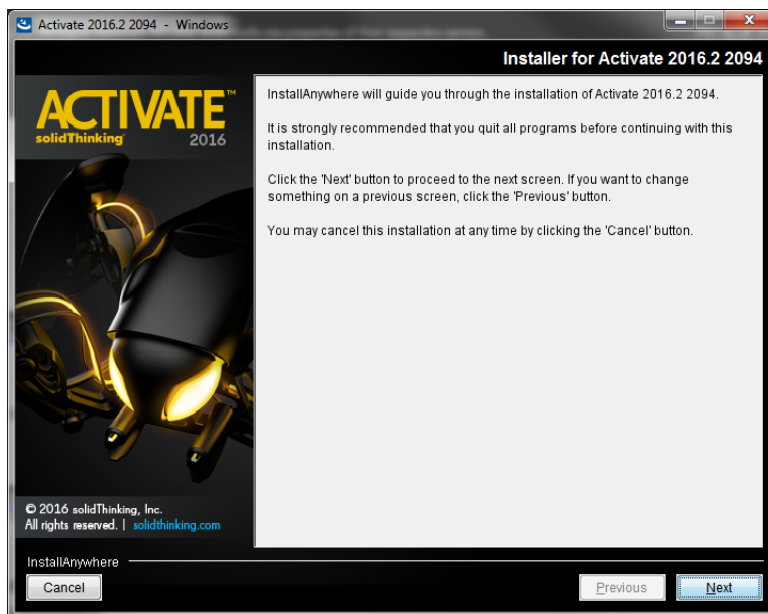 Activate 2016.2 2094 - Windows
Installer for Activate 2016.2 2094
ACTIVATE™
solidThinking® 2016
InstallAnywhere will guide you through the installation of Activate 2016.2 2094.
It is strongly recommended that you quit all programs before continuing with this
installation.
Click the 'Next' button to proceed to the next screen. If you want to change
something on a previous screen, click the 'Previous' button.
You may cancel this installation at any time by clicking the 'Cancel' button.
© 2016 solidThinking, Inc.
All rights reserved. | solidthinking.com
InstallAnywhere
Cancel Previous Next